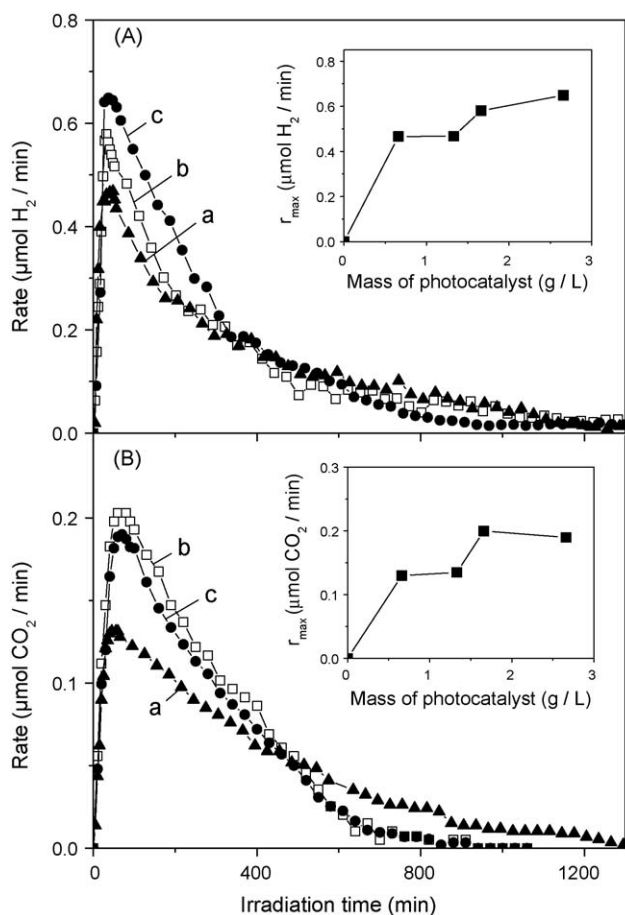 (A)
Rate (μmol H2 / min)
0.8
0.6
0.4
0.2
0.0
c
b
a
rmax (μmol H2 / min)
0.8
0.6
0.4
0.2
0.0
0 1 2 3
Mass of photocatalyst (g / L)
(B)
Rate (μmol CO2 / min)
0.2
0.1
0.0
b
c
a
rmax (μmol CO2 / min)
0.3
0.2
0.1
0.0
0 1 2 3
Mass of photocatalyst (g / L)
0 400 800 1200
Irradiation time (min)